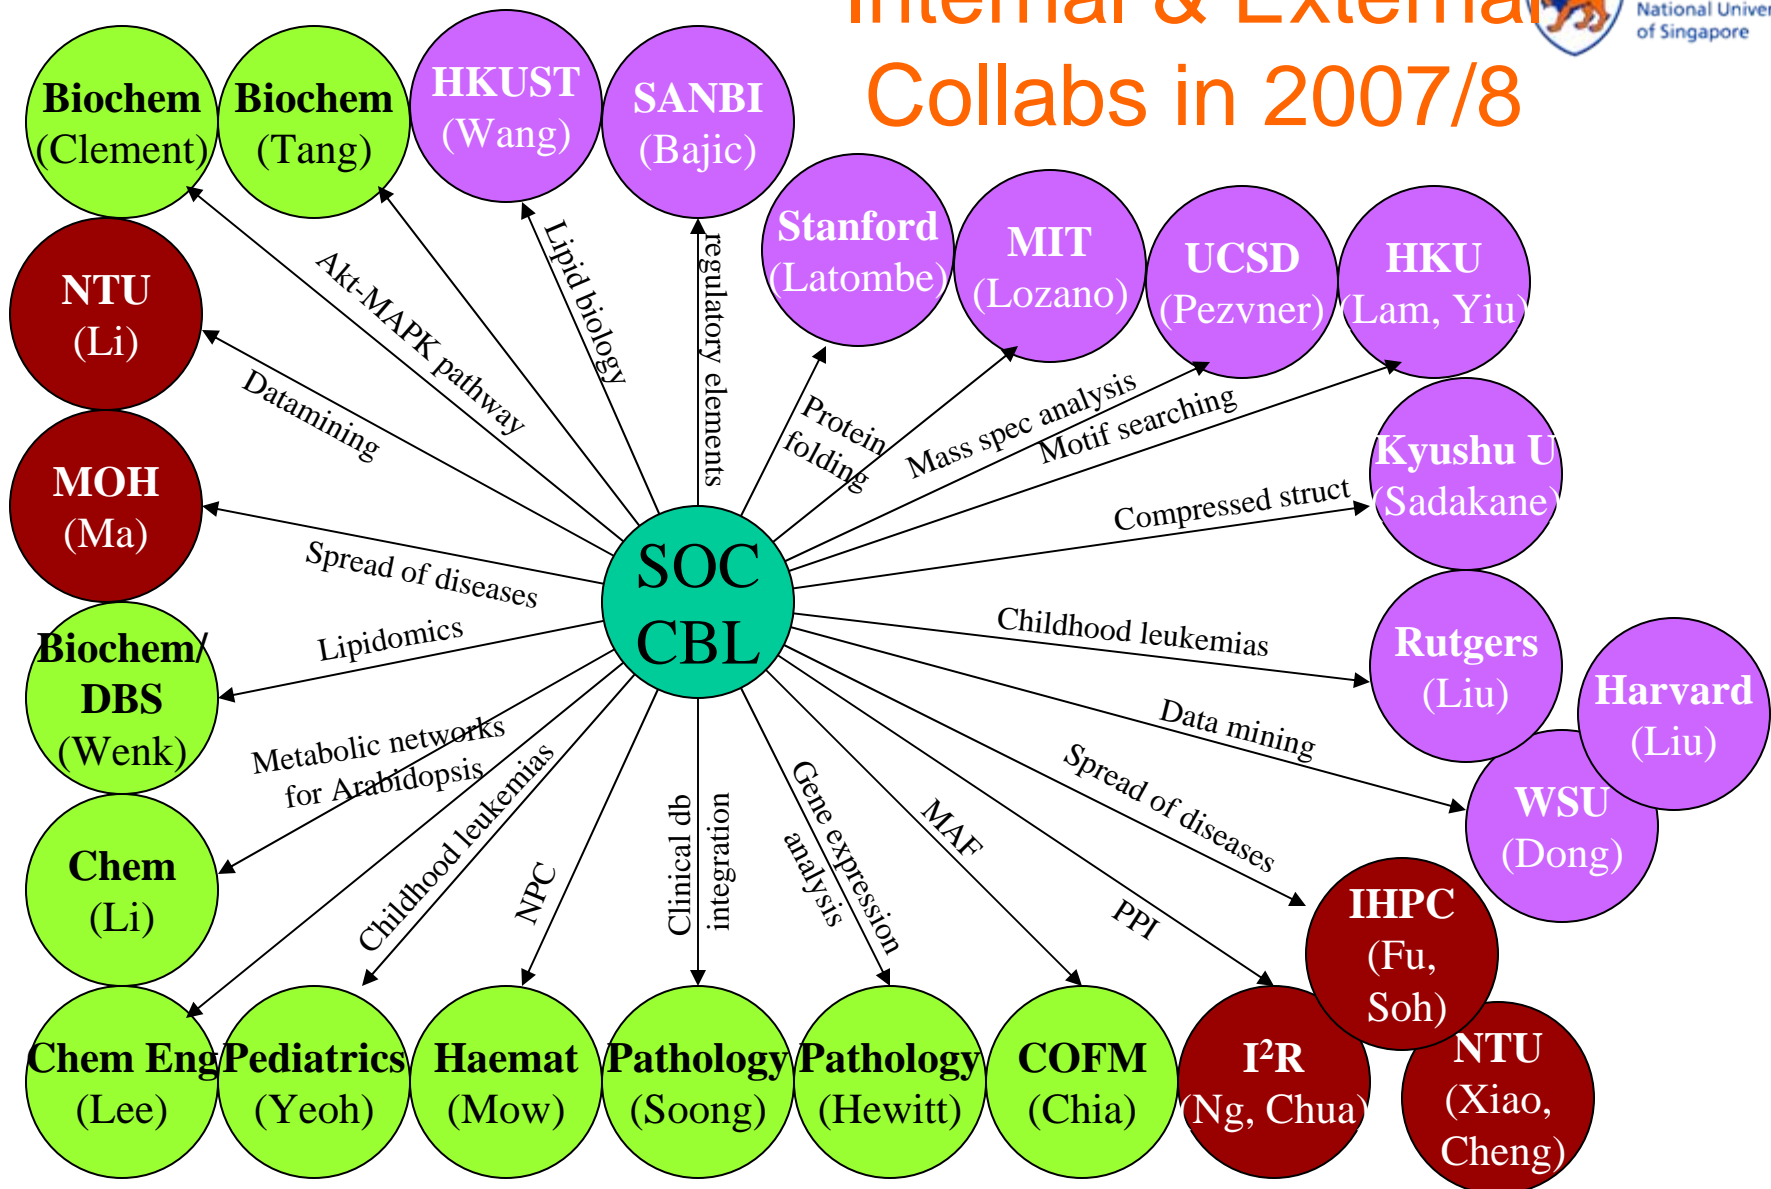 Internal & External
Collabs in 2007/8
National Univer
of Singapore
Biochem
(Clement)
Biochem
(Tang)
HKUST
(Wang)
SANBI
(Bajic)
Stanford
(Latombe)
MIT
(Lozano)
UCSD
(Pezvner)
HKU
(Lam, Yiu)
NTU
(Li)
MOH
(Ma)
Biochem/
DBS
(Wenk)
Chem
(Li)
Chem Eng
(Lee)
Pediatrics
(Yeoh)
Haemat
(Mow)
Pathology
(Soong)
Pathology
(Hewitt)
COFM
(Chia)
I²R
(Ng, Chua)
IHPC
(Fu,
Soh)
NTU
(Xiao,
Cheng)
Kyushu U
(Sadakane)
Rutgers
(Liu)
Harvard
(Liu)
WSU
(Dong)
SOC
CBL
Akt-MAPK pathway
Lipid biology
regulatory elements
Protein
folding
Mass spec analysis
Motif searching
Compressed struct
Childhood leukemias
Data mining
Spread of diseases
PPI
MAF
Gene expression
analysis
Clinical db
integration
NPC
Childhood leukemias
Metabolic networks
for Arabidopsis
Lipidomics
Spread of diseases
Datamining